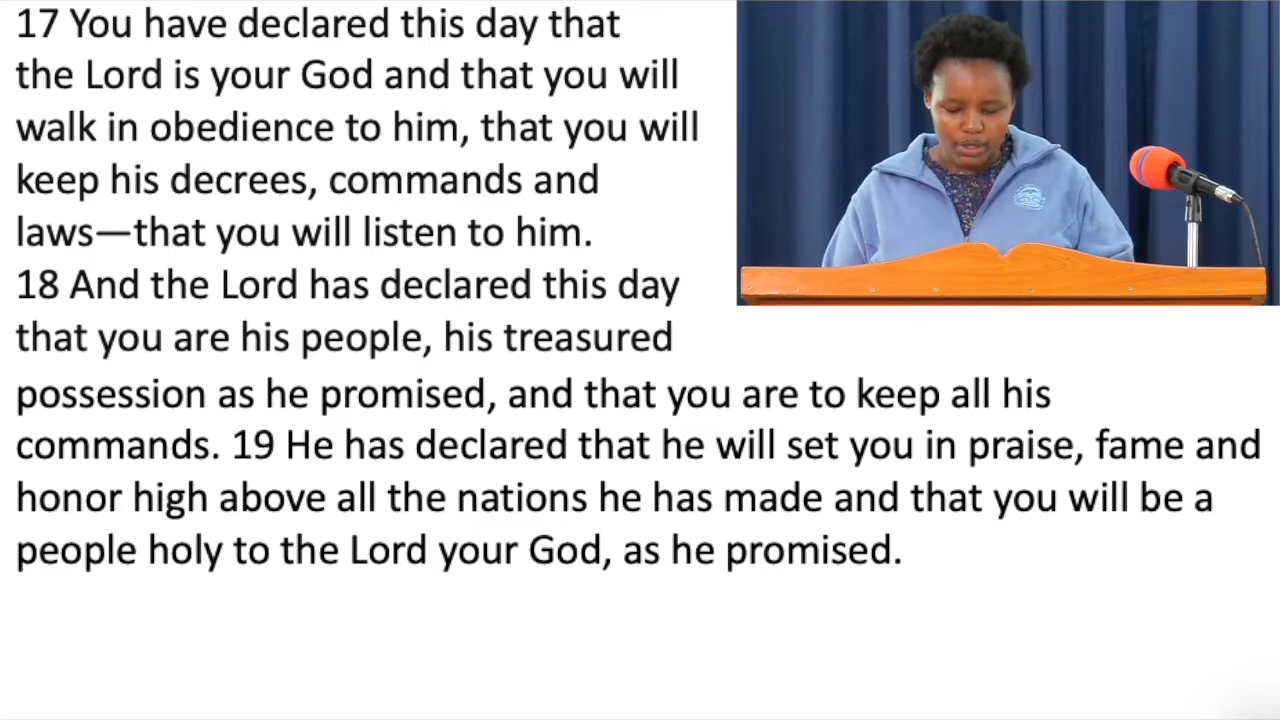 17 You have declared this day that
the Lord is your God and that you will
walk in obedience to him, that you will
keep his decrees, commands and
laws—that you will listen to him.
18 And the Lord has declared this day
that you are his people, his treasured
possession as he promised, and that you are to keep all his
commands. 19 He has declared that he will set you in praise, fame and
honor high above all the nations he has made and that you will be a
people holy to the Lord your God, as he promised.